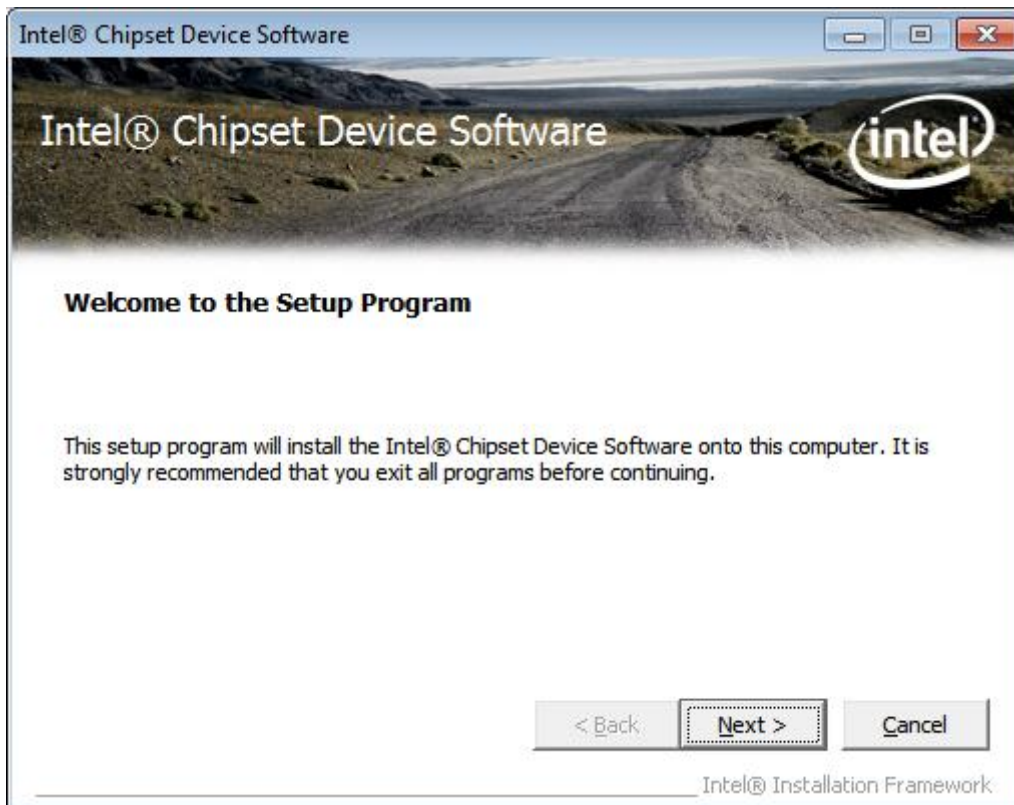 Intel® Chipset Device Software
Intel® Chipset Device Software
intel
Welcome to the Setup Program
This setup program will install the Intel® Chipset Device Software onto this computer. It is
strongly recommended that you exit all programs before continuing.
< Back Next > Cancel
Intel® Installation Framework